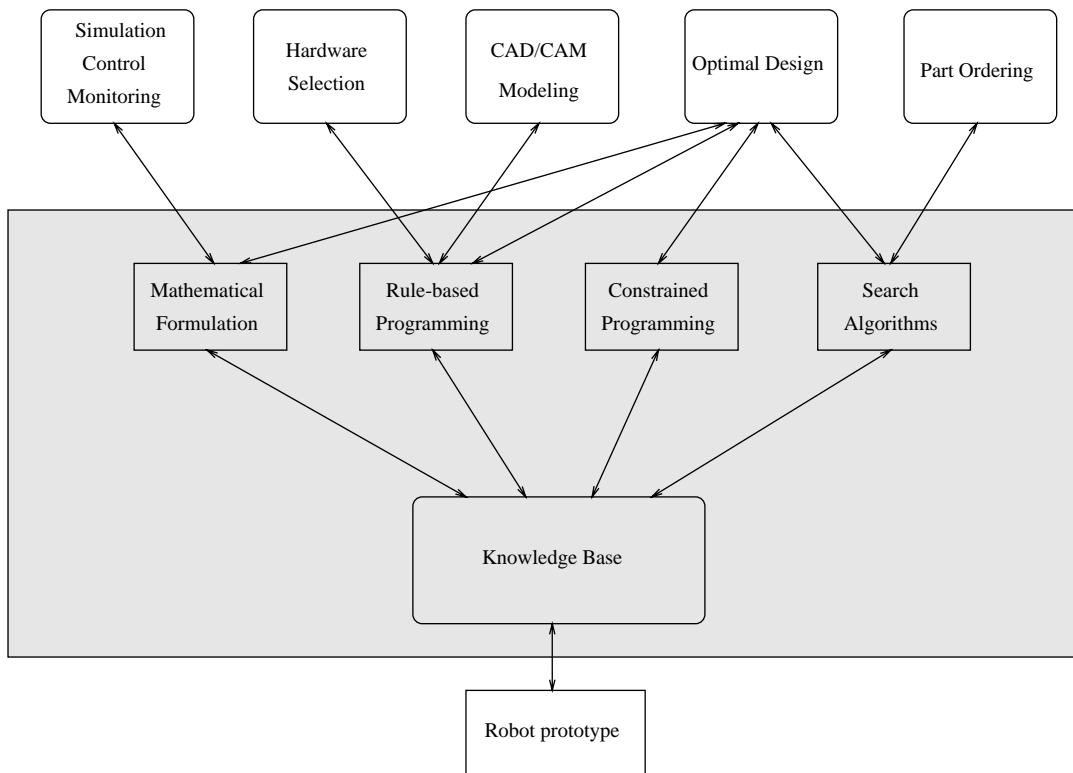 Simulation
Control
Monitoring
Hardware
Selection
CAD/CAM
Modeling
Optimal Design
Part Ordering
Mathematical
Formulation
Rule-based
Programming
Constrained
Programming
Search
Algorithms
Knowledge Base
Robot prototype